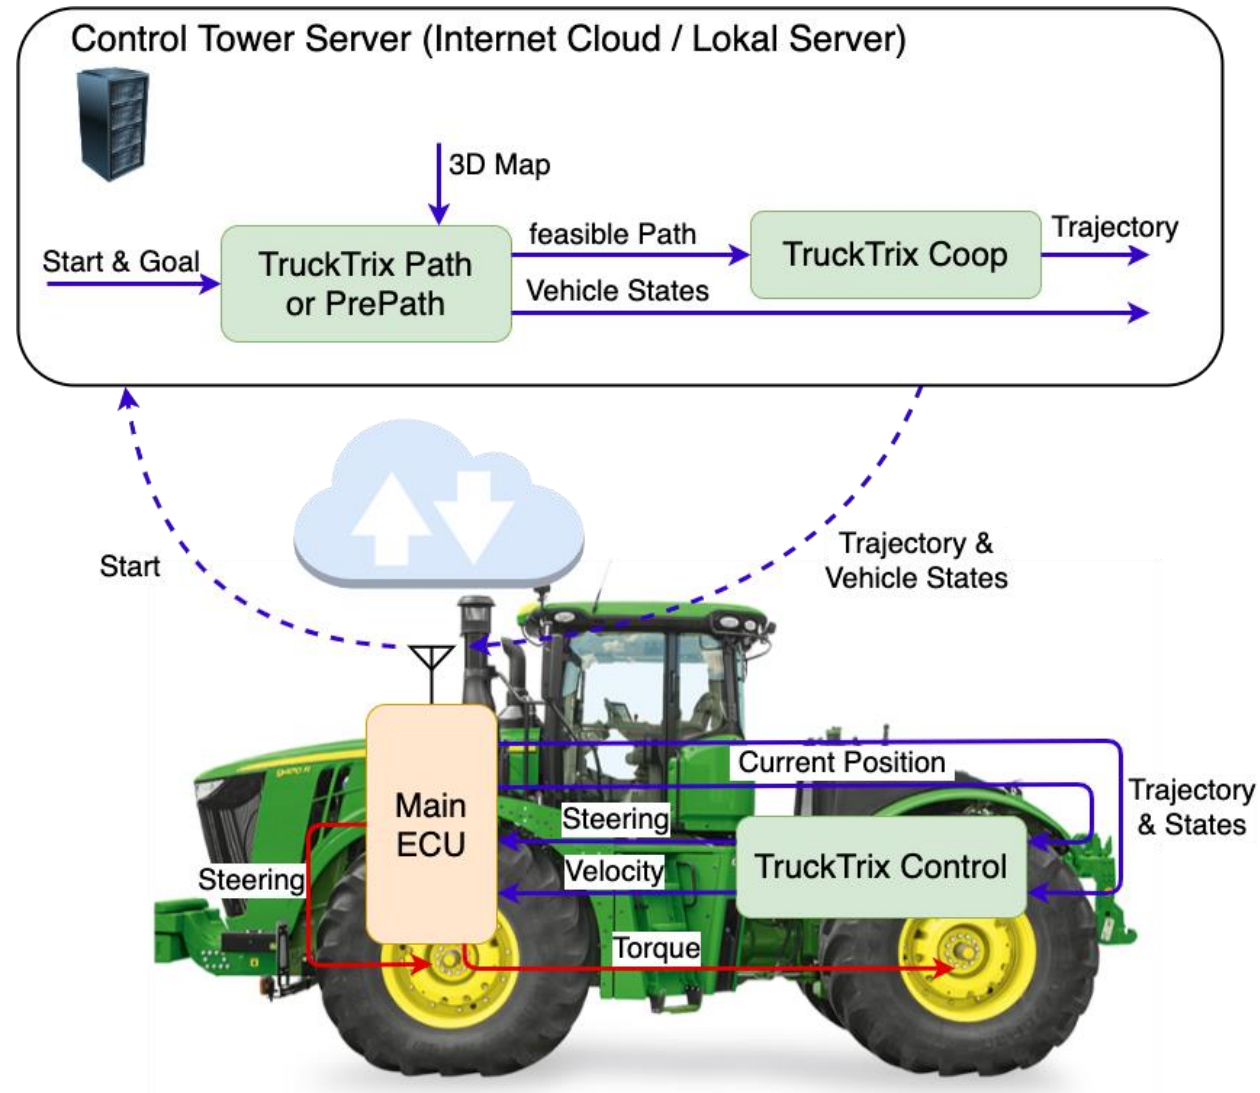 Control Tower Server (Internet Cloud / Lokal Server)
3D Map
Start & Goal
TruckTrix Path
or PrePath
feasible Path
Vehicle States
TruckTrix Coop
Trajectory
Start
Trajectory &
Vehicle States
Main
ECU
Current Position
Trajectory
& States
Steering
Velocity
TruckTrix Control
Steering
Torque